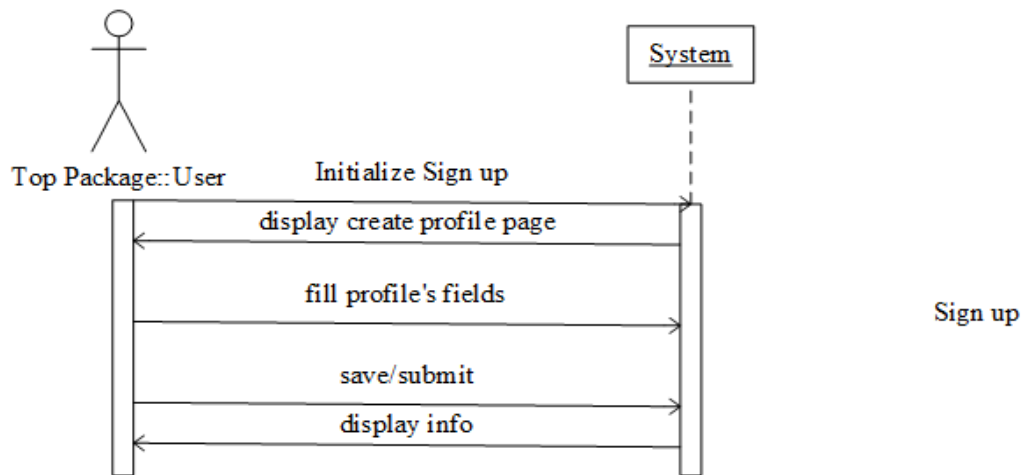 System
Top Package::User
Initialize Sign up
display create profile page
fill profile's fields
Sign up
save/submit
display info